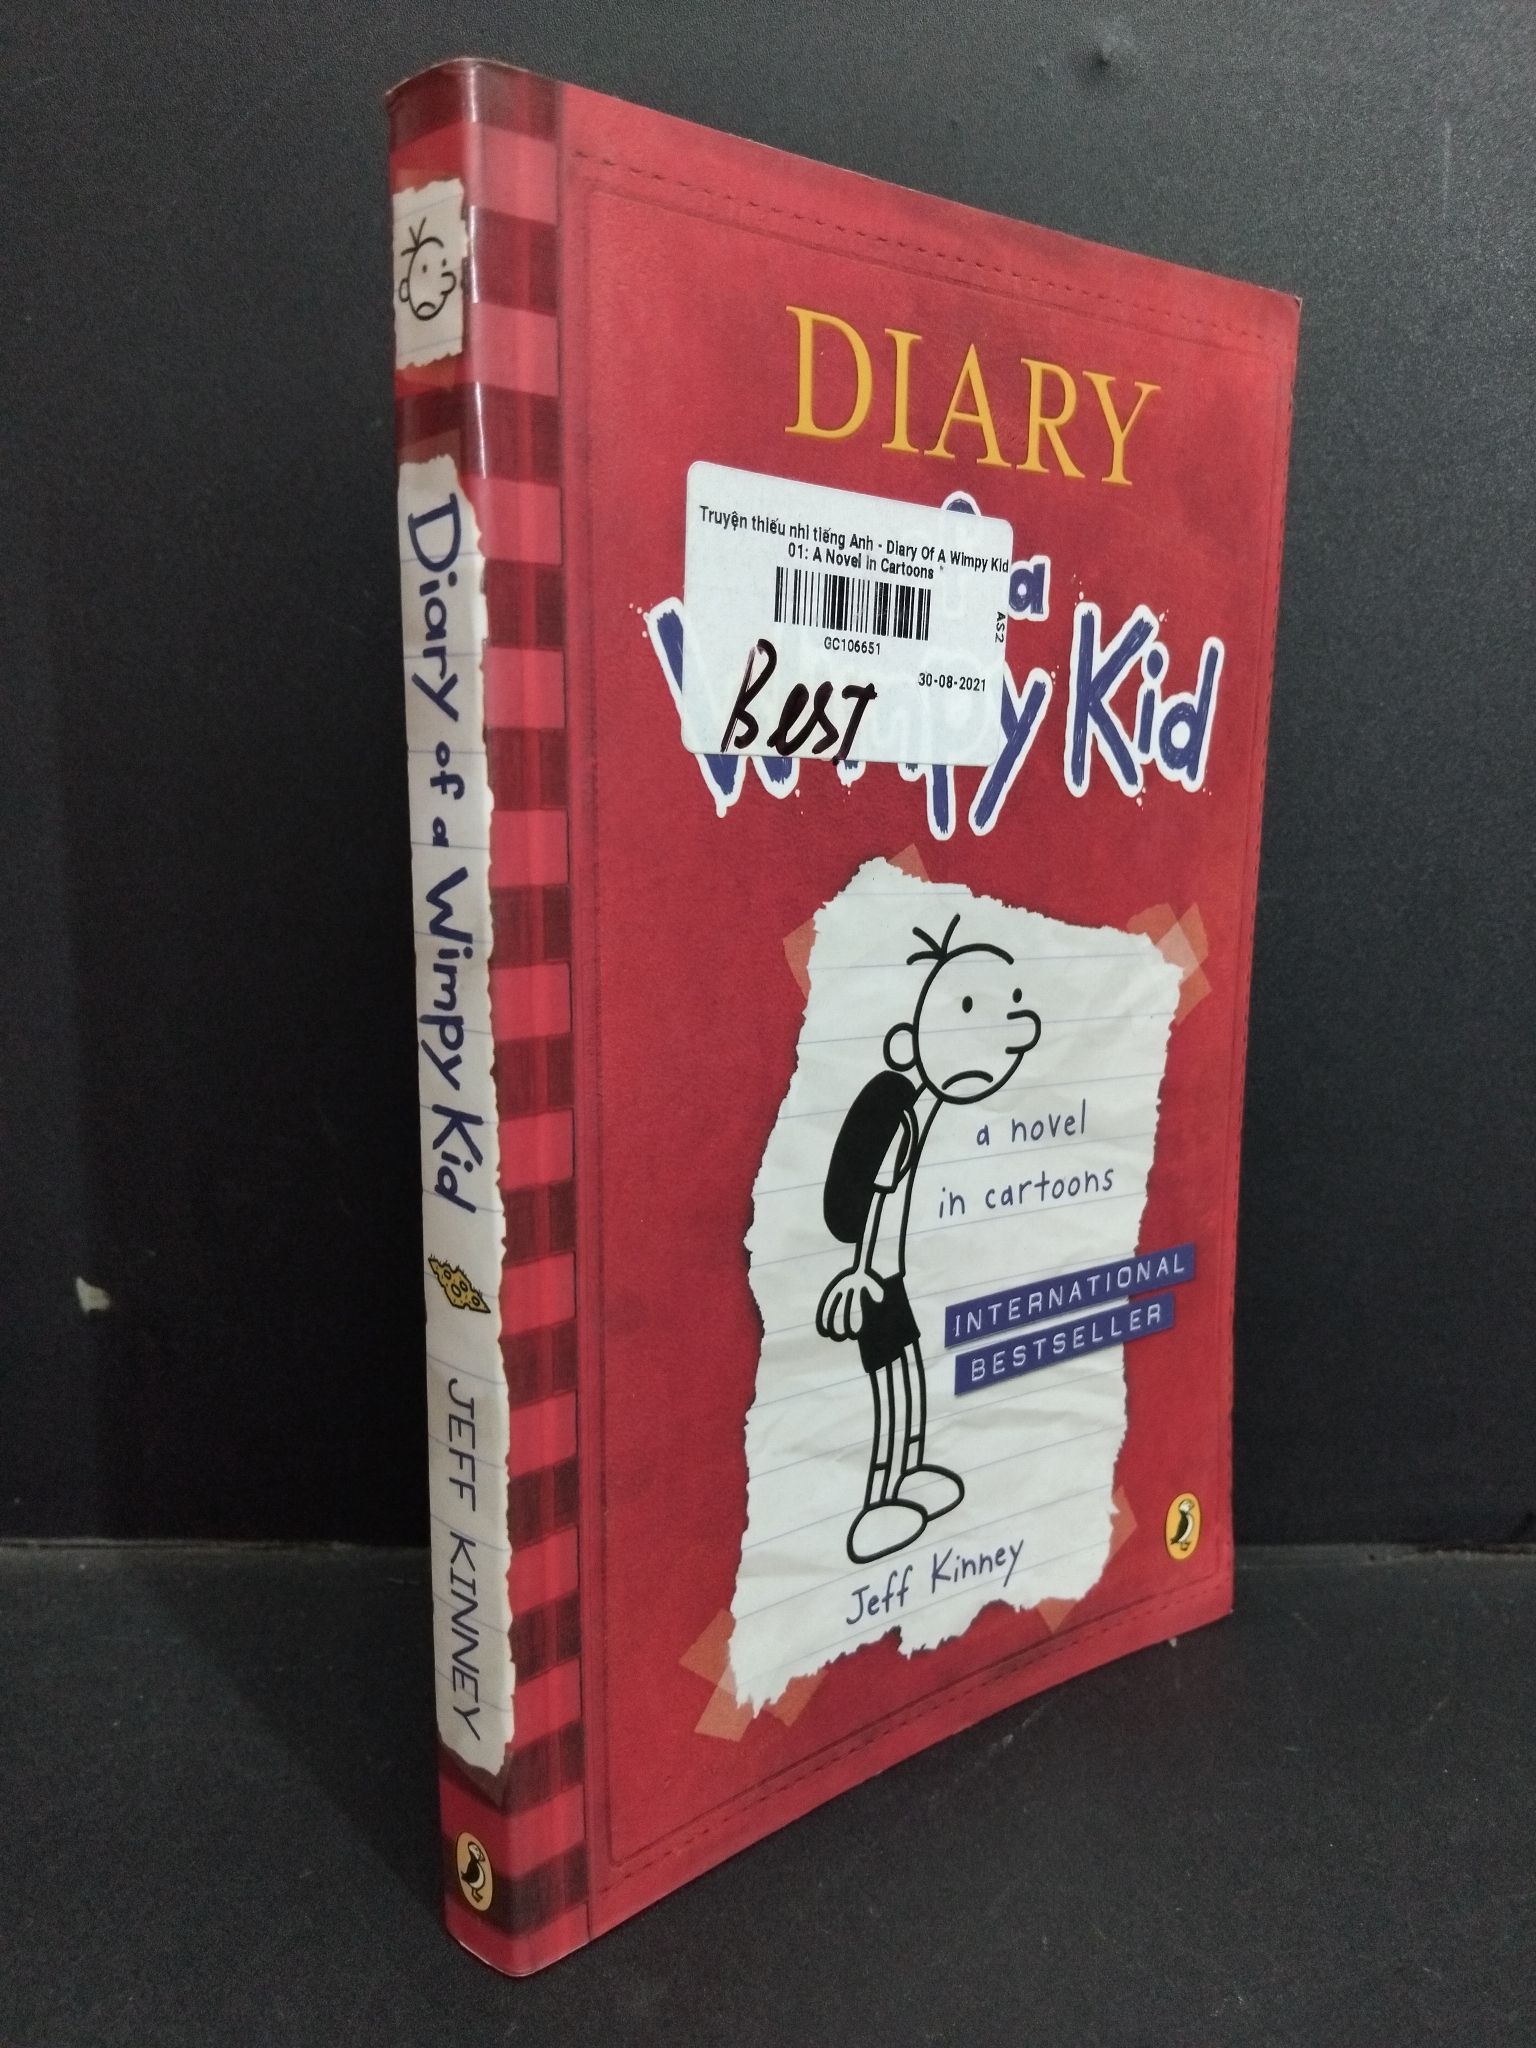 Diary of a Wimpy Kid
JEFF KINNEY
DIARY
Truyện thiếu nhi tiếng Anh - Diary Of A Wimpy Kid
01: A Novel in Cartoons *
GC106651
AS2
30-08-2021
Best
a
Wimpy Kid
a novel
in cartoons
INTERNATIONAL
BESTSELLER
Jeff Kinney